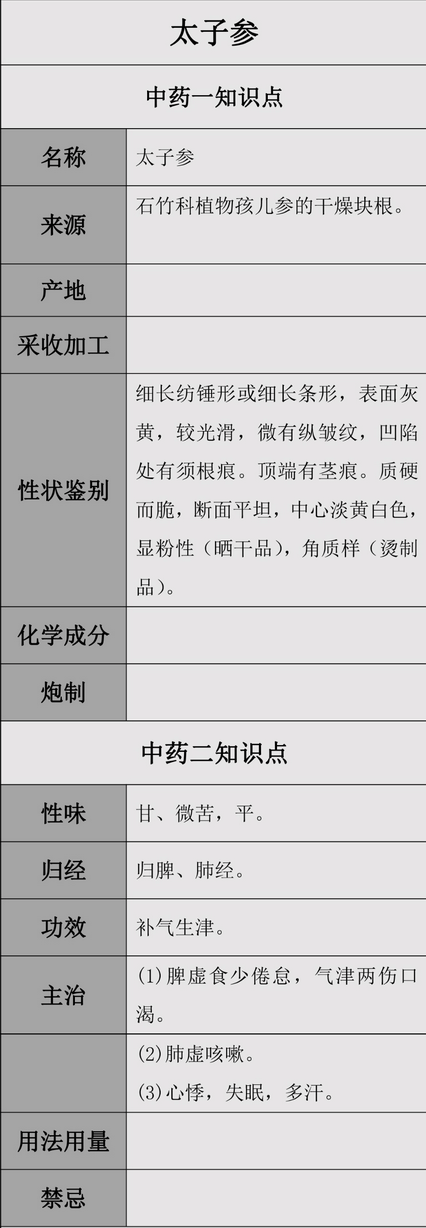 太子参
中药一知识点
名称
太子参
来源
石竹科植物孩儿参的干燥块根。
产地
采收加工
性状鉴别
细长纺锤形或细长条形，表面灰
黄，较光滑，微有纵皱纹，凹陷
处有须根痕。顶端有茎痕。质硬
而脆，断面平坦，中心淡黄白色，
显粉性（晒干品），角质样（烫制
品）。
化学成分
炮制
中药二知识点
性味
甘、微苦，平。
归经
归脾、肺经。
功效
补气生津。
主治
(1)脾虚食少倦怠，气津两伤口
渴。
(2)肺虚咳嗽。
(3)心悸，失眠，多汗。
用法用量
禁忌